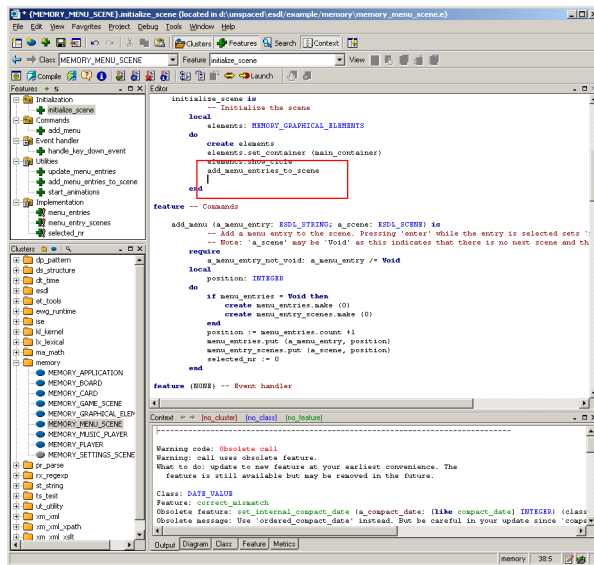 * {MEMORY_MENU_SCENE}.initialize_scene (located in d:\unspaced\esdl\example/memory\memory_menu_scene.e)
File Edit View Favorites Project Debug Tools Window Help
Clusters Features Search Context
Class MEMORY_MENU_SCENE Feature initialize_scene View
Compile Launch
Features + s
Initialization
initialize_scene
Commands
add_menu
Event handler
handle_key_down_event
Utilities
update_menu_entries
add_menu_entries_to_scene
start_animations
Implementation
menu_entries
menu_entry_scenes
selected_nr
Clusters
dp_pattern
ds_structure
dt_time
esdl
et_tools
ewg_runtime
ise
kl_kernel
lx_lexical
ma_math
memory
MEMORY_APPLICATION
MEMORY_BOARD
MEMORY_CARD
MEMORY_GAME_SCENE
MEMORY_GRAPHICAL_ELEM
MEMORY_MENU_SCENE
MEMORY_MUSIC_PLAYER
MEMORY_PLAYER
MEMORY_SETTINGS_SCENE
pr_parse
rx_regexp
st_string
ts_test
ut_utility
xm_xml
xm_xml_xpath
xm_xml_xslt
Editor
initialize_scene is
-- Initialize the scene
local
elements: MEMORY_GRAPHICAL_ELEMENTS
do
create elements
elements.set_container (main_container)
elements.show_title
add_menu_entries_to_scene
end
feature -- Commands
add_menu (a_menu_entry: ESDL_STRING; a_scene: ESDL_SCENE) is
-- Add a menu entry to the scene. Pressing 'enter' while the entry is selected sets `
-- Note: `a_scene' may be `Void' as this indicates that there is no next scene and th
require
a_menu_entry_not_void: a_menu_entry /= Void
local
position: INTEGER
do
if menu_entries = Void then
create menu_entries.make (0)
create menu_entry_scenes.make (0)
end
position := menu_entries.count +1
menu_entries.put (a_menu_entry, position)
menu_entry_scenes.put (a_scene, position)
selected_nr := 0
end
feature {NONE} -- Event handler
Context (no_cluster) (no_class) (no_feature)
Warning code: Obsolete call
Warning: call uses obsolete feature.
What to do: update to new feature at your earliest convenience. The
feature is still available but may be removed in the future.
Class: DATE_VALUE
Feature: correct_mismatch
Obsolete feature: set_internal_compact_date (a_compact_date: [like compact_date] INTEGER) (class
Obsolete message: Use `ordered_compact_date' instead. But be careful in your update since `compa
Output Diagram Class Feature Metrics
memory 38:5